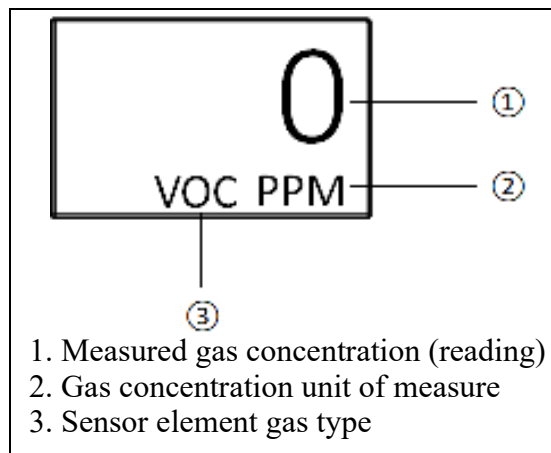 0
①
VOC PPM
②
③
1. Measured gas concentration (reading)
2. Gas concentration unit of measure
3. Sensor element gas type